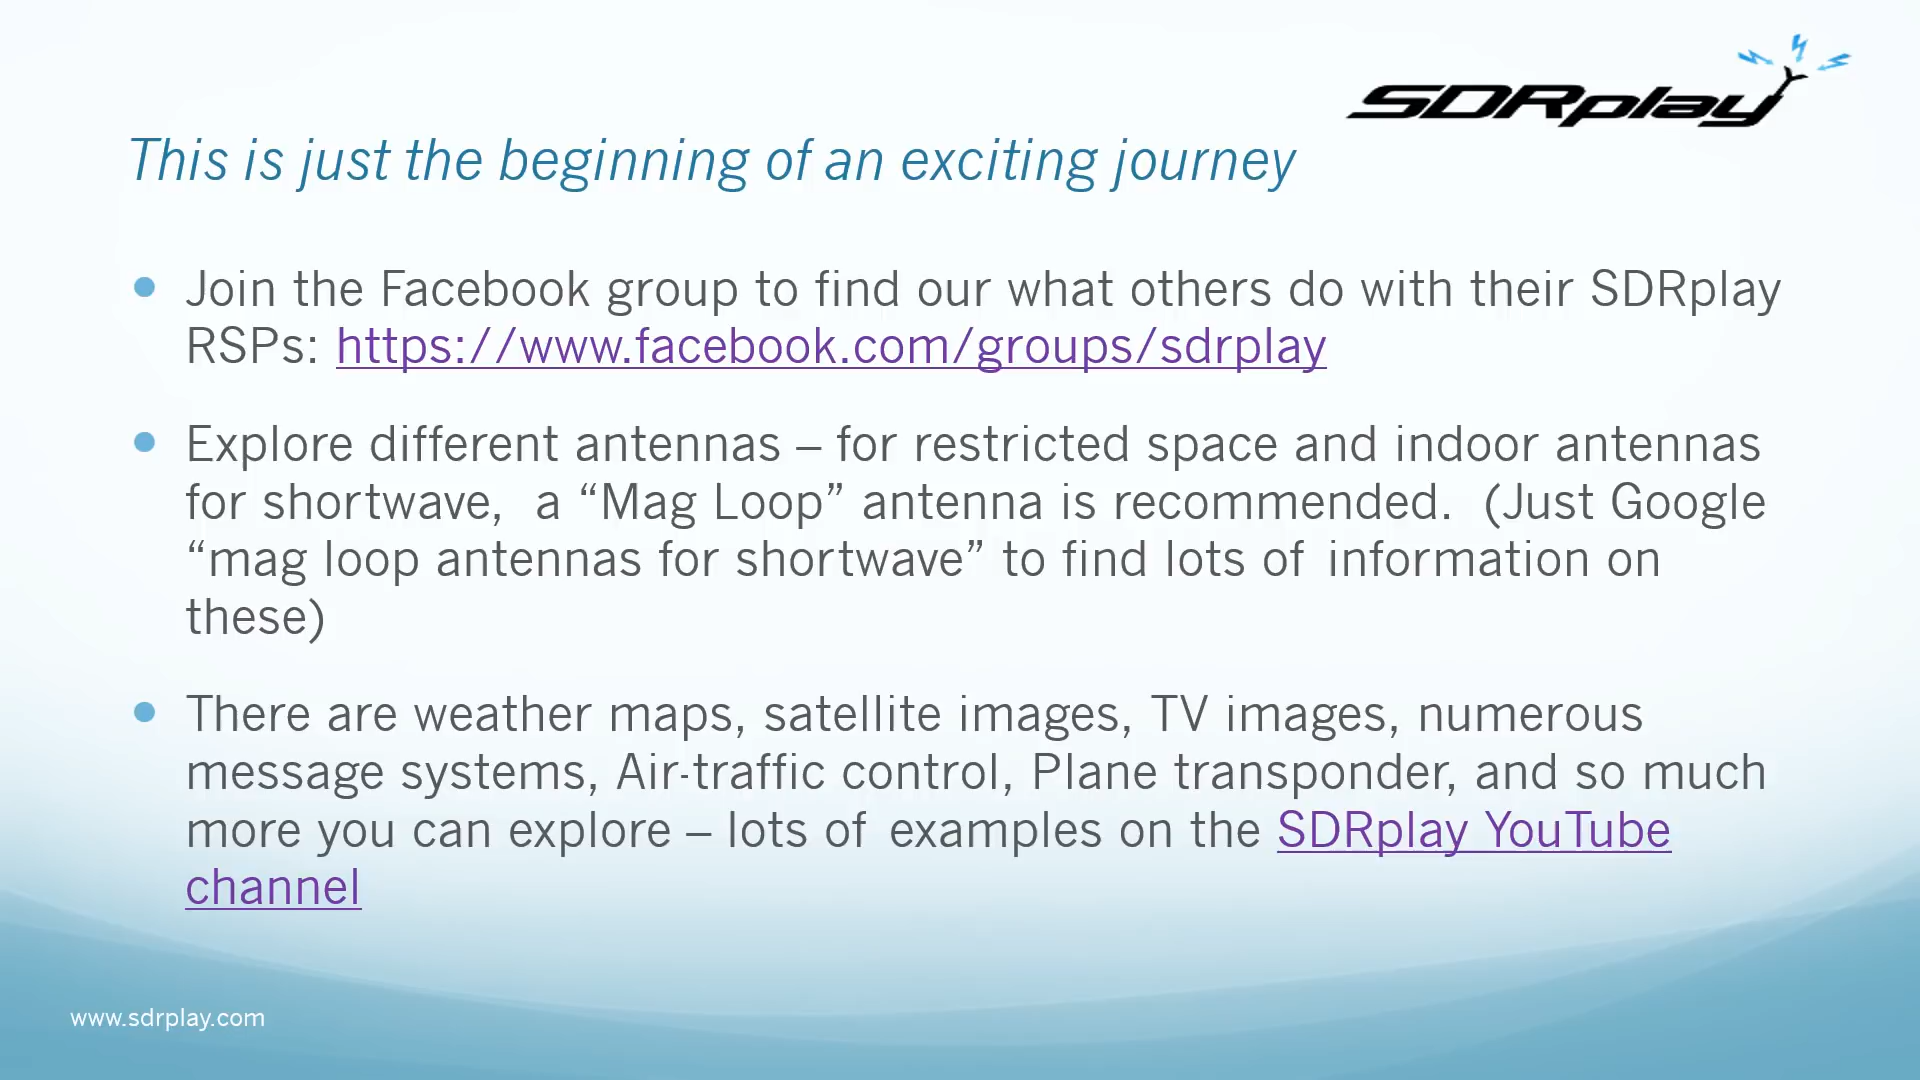 SDRplay
This is just the beginning of an exciting journey
• Join the Facebook group to find our what others do with their SDRplay
RSPs: https://www.facebook.com/groups/sdrplay
• Explore different antennas – for restricted space and indoor antennas
for shortwave,  a “Mag Loop” antenna is recommended.  (Just Google
“mag loop antennas for shortwave” to find lots of information on
these)
• There are weather maps, satellite images, TV images, numerous
message systems, Air-traffic control, Plane transponder, and so much
more you can explore – lots of examples on the SDRplay YouTube
channel
www.sdrplay.com